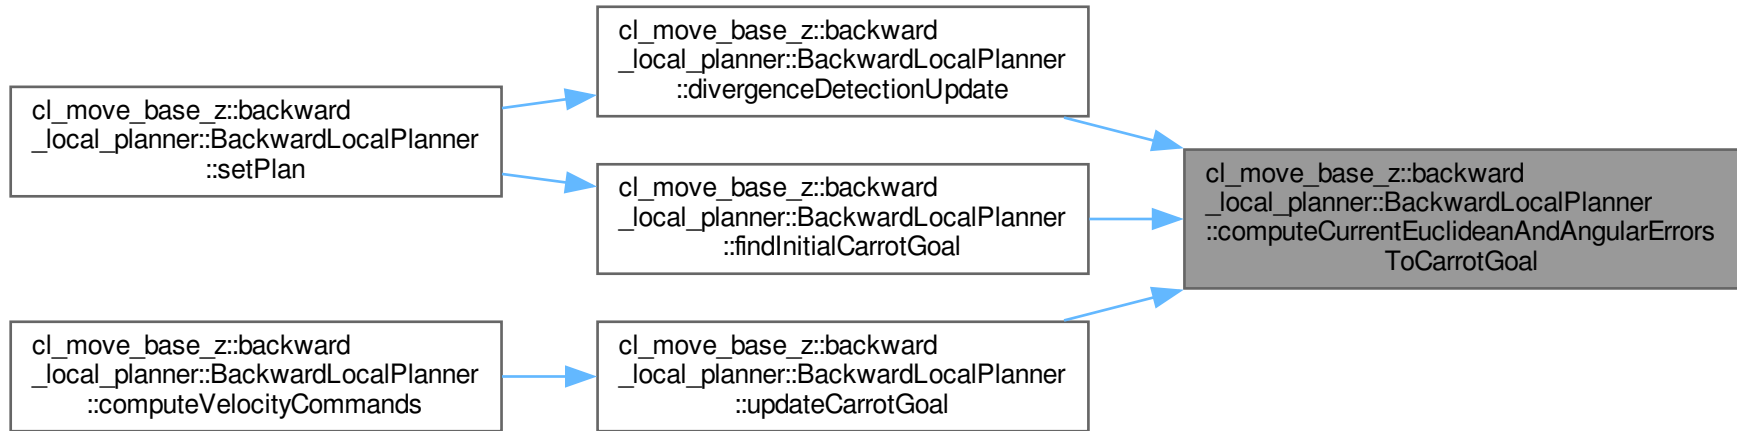 cl_move_base_z::backward
_local_planner::BackwardLocalPlanner
::setPlan
cl_move_base_z::backward
_local_planner::BackwardLocalPlanner
::computeVelocityCommands
cl_move_base_z::backward
_local_planner::BackwardLocalPlanner
::divergenceDetectionUpdate
cl_move_base_z::backward
_local_planner::BackwardLocalPlanner
::findInitialCarrotGoal
cl_move_base_z::backward
_local_planner::BackwardLocalPlanner
::updateCarrotGoal
cl_move_base_z::backward
_local_planner::BackwardLocalPlanner
::computeCurrentEuclideanAndAngularErrors
ToCarrotGoal